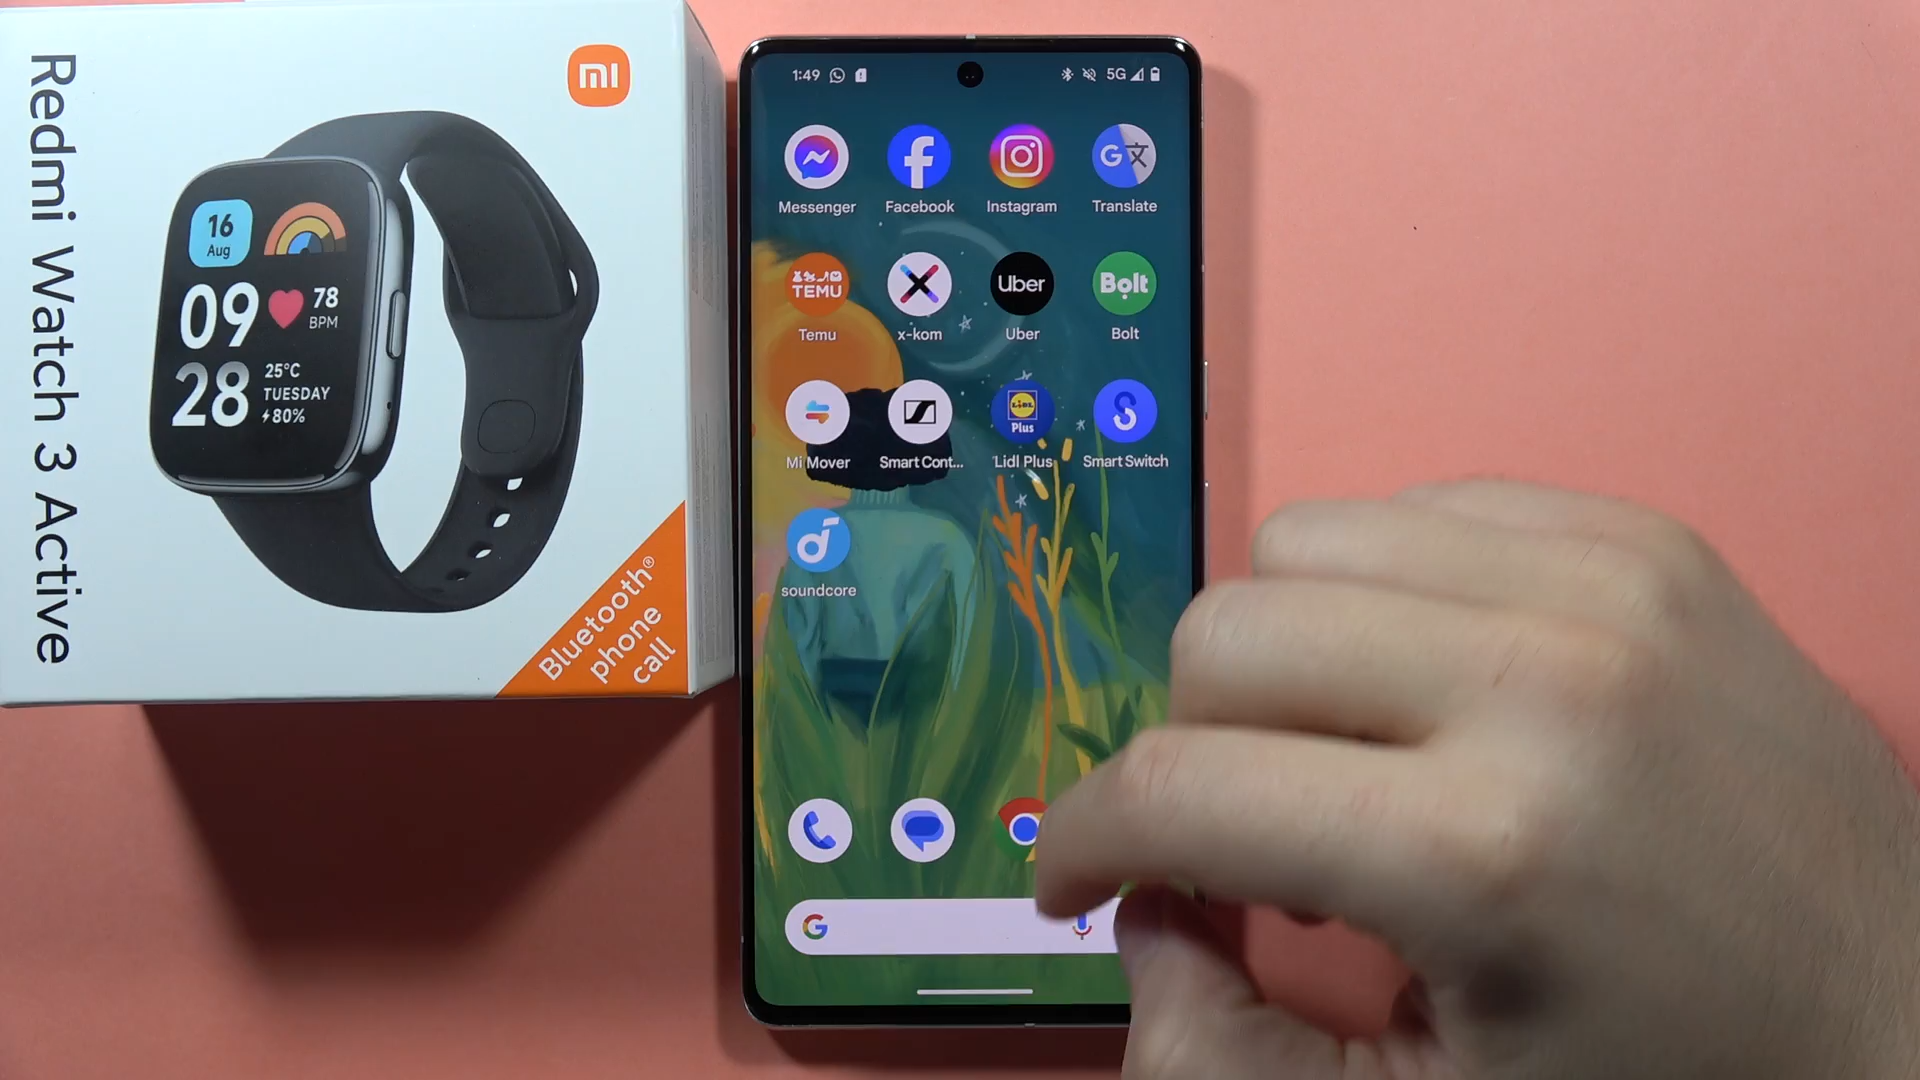 Redmi Watch 3 Active
mi
16
Aug
09
78
BPM
28
25°C
TUESDAY
80%
Bluetooth®
phone
call
1:49
5G
Messenger
Facebook
Instagram
G文
Translate
TEMU
Uber
Bolt
Temu
x-kom
Uber
Bolt
LIDL
Plus
S
Mi Mover
Smart Cont...
Lidl Plus
Smart Switch
soundcore
G